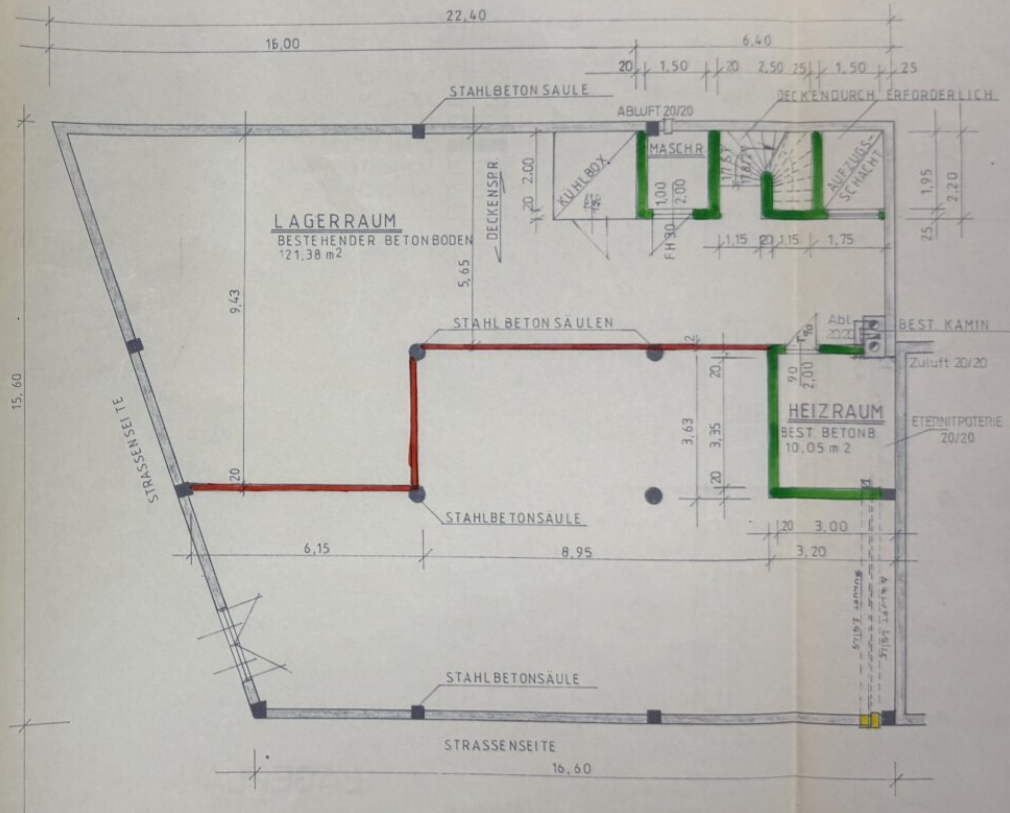 22,40
16,00
6,40
20 1,50 20 2,50 25 1,50 25
STAHLBETON SÄULE
DECKENDURCH ERFORDERLICH
ABLUFT 20/20
MASCH.R
KÜHLBOX
AUFZUGS-
SCHACHT
2,00
20
DECKENSPR.
1,00
2,00
FH 30
1,95
2,20
25
LAGERRAUM
BESTEHENDER BETONBODEN
121,38 m2
1,15 20 1,15 1,75
5,65
9,43
STAHLBETON SÄULEN
Abl.
20/20
BEST. KAMIN
Zuluft 20/20
15,60
STRASSENSEITE
20
90
2,00
HEIZRAUM
BEST. BETONB.
10,05 m2
ETERNITPOTERIE
20/20
2
20
3,63
3,35
20
STAHLBETONSÄULE
20 3,00
6,15
8,95
3,20
STAHLBETONSÄULE
STRASSENSEITE
16,60